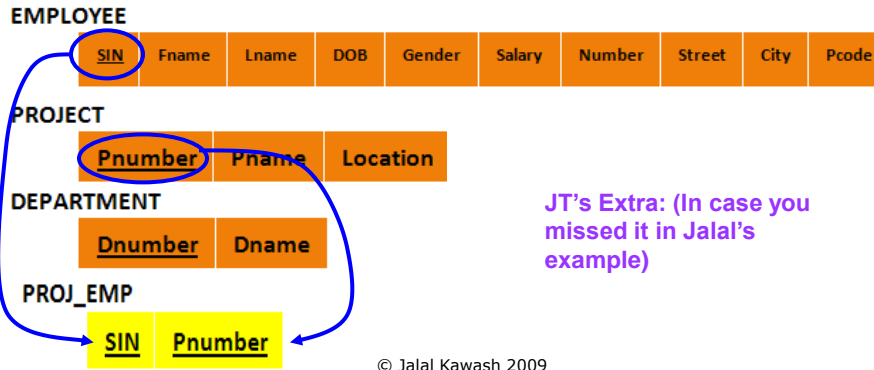 EMPLOYEE
SIN Fname Lname DOB Gender Salary Number Street City Pcode
PROJECT
Pnumber Pname Location
DEPARTMENT
Dnumber Dname
JT's Extra: (In case you
missed it in Jalal's
example)
PROJ_EMP
SIN Pnumber
© Jalal Kawash 2009